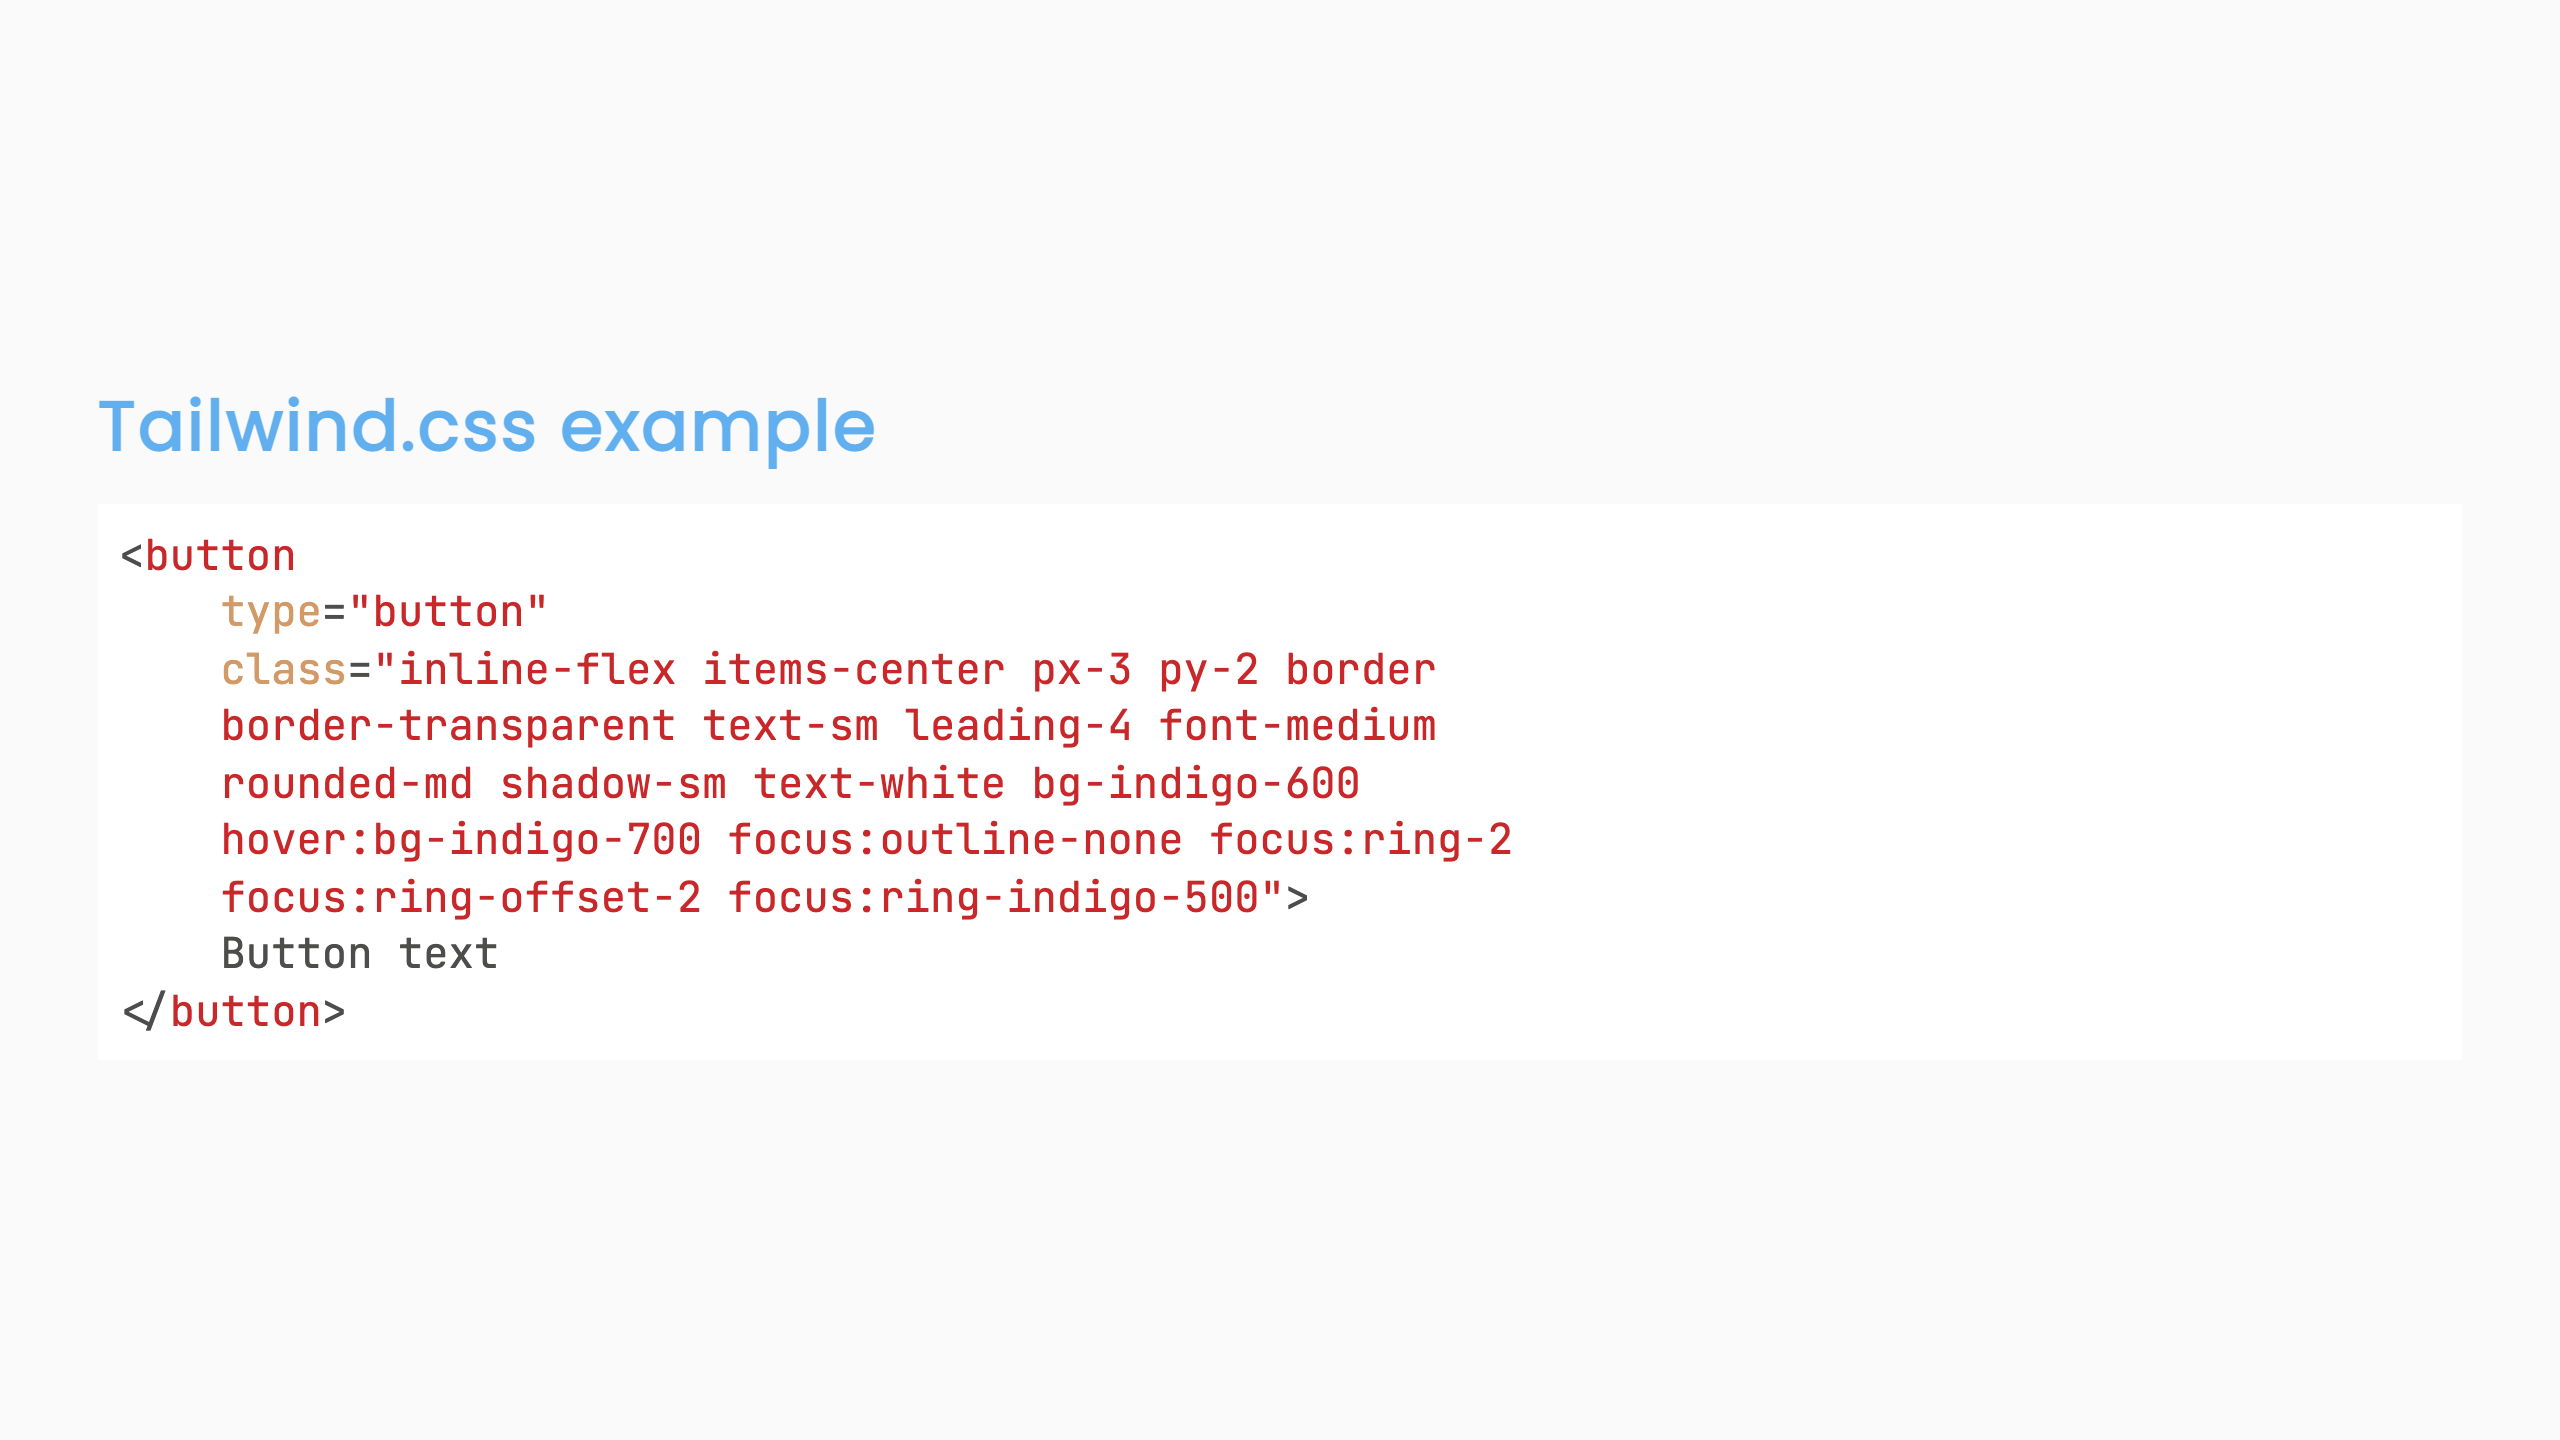 Tailwind.css example
<button
    type="button"
    class="inline-flex items-center px-3 py-2 border
    border-transparent text-sm leading-4 font-medium
    rounded-md shadow-sm text-white bg-indigo-600
    hover:bg-indigo-700 focus:outline-none focus:ring-2
    focus:ring-offset-2 focus:ring-indigo-500">
    Button text
</button>